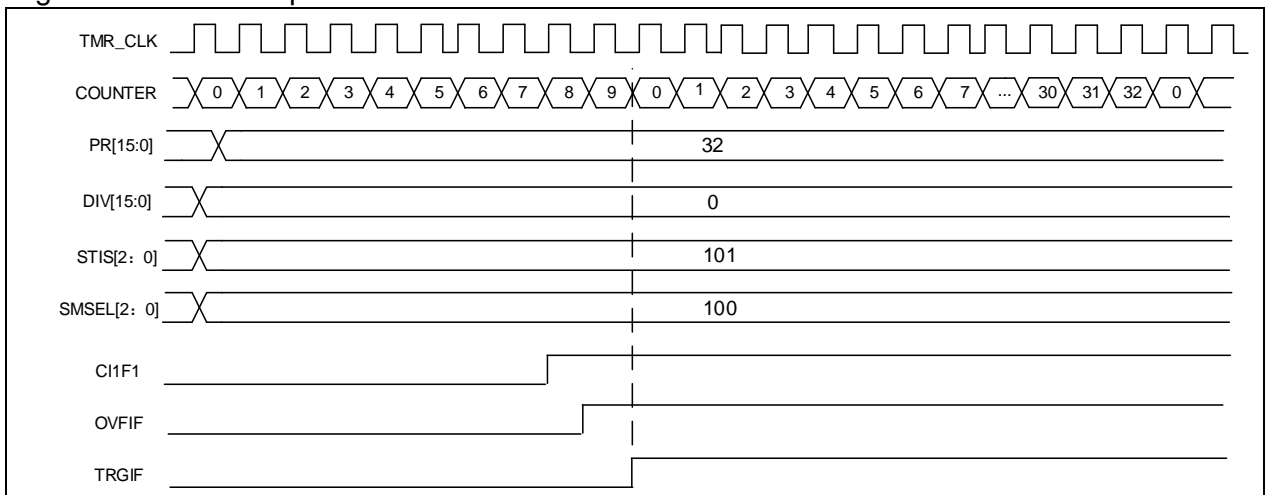 TMR_CLK
COUNTER 0 1 2 3 4 5 6 7 8 9 0 1 2 3 4 5 6 7 ... 30 31 32 0
PR[15:0] 32
DIV[15:0] 0
STIS[2：0] 101
SMSEL[2：0] 100
CI1F1
OVFIF
TRGIF